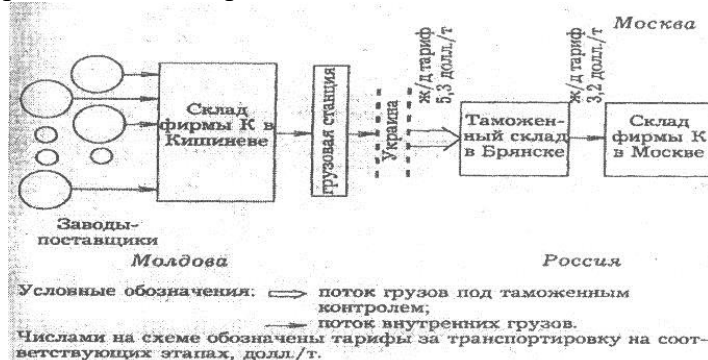 Москва
ж/д тариф
5,3 долл./т
ж/д тариф
3,2 долл./т
Склад
фирмы К в
Кишиневе
грузовая станция
Украина
Таможен-
ный склад
в Брянске
Склад
фирмы К
в Москве
Заводы-
поставщики
Молдова
Россия
Условные обозначения:
поток грузов под таможенным
контролем;
поток внутренних грузов.
Числами на схеме обозначены тарифы за транспортировку на соот-
ветствующих этапах, долл./т.